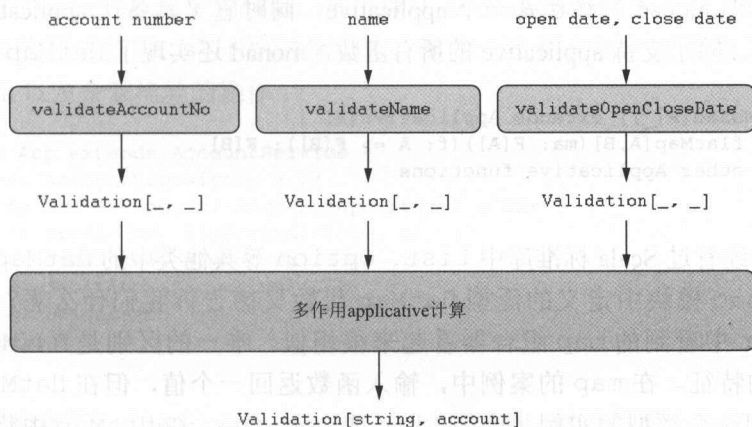 account number
name
open date, close date
validateAccountNo
validateName
validateOpenCloseDate
Validation[_, _]
Validation[_, _]
Validation[_, _]
多作用applicative计算
Validation[string, account]